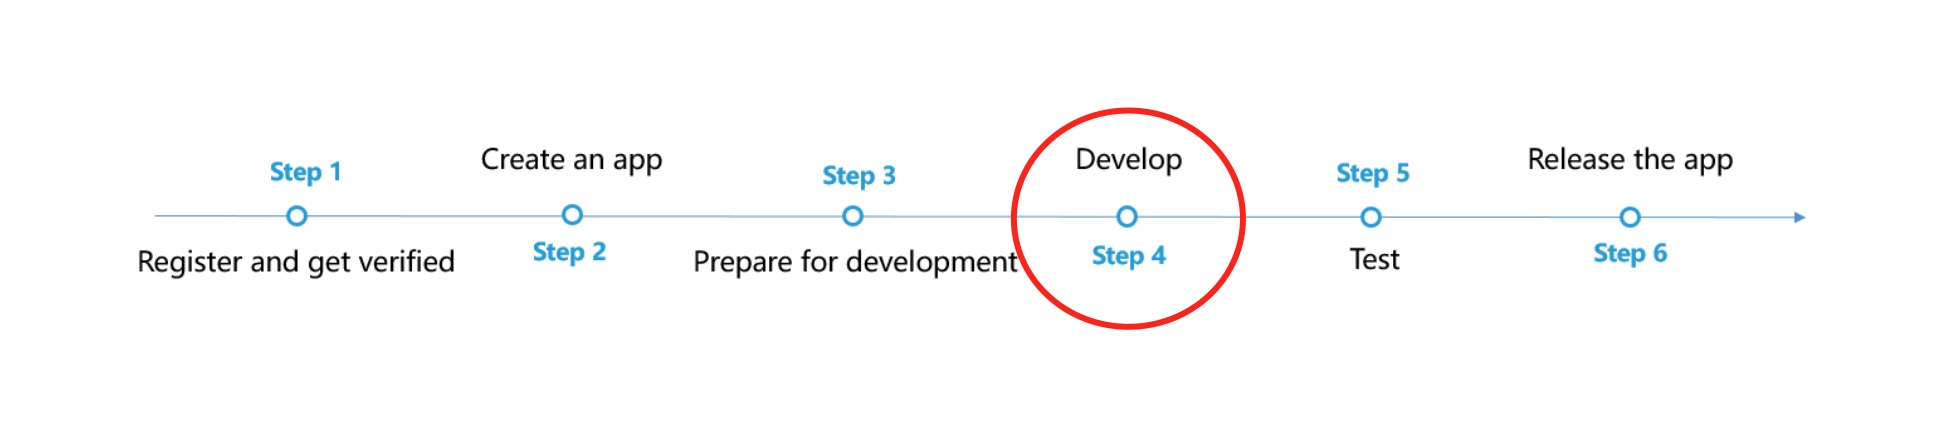 Step 1
Register and get verified
Create an app
Step 2
Step 3
Prepare for development
Develop
Step 4
Step 5
Test
Release the app
Step 6